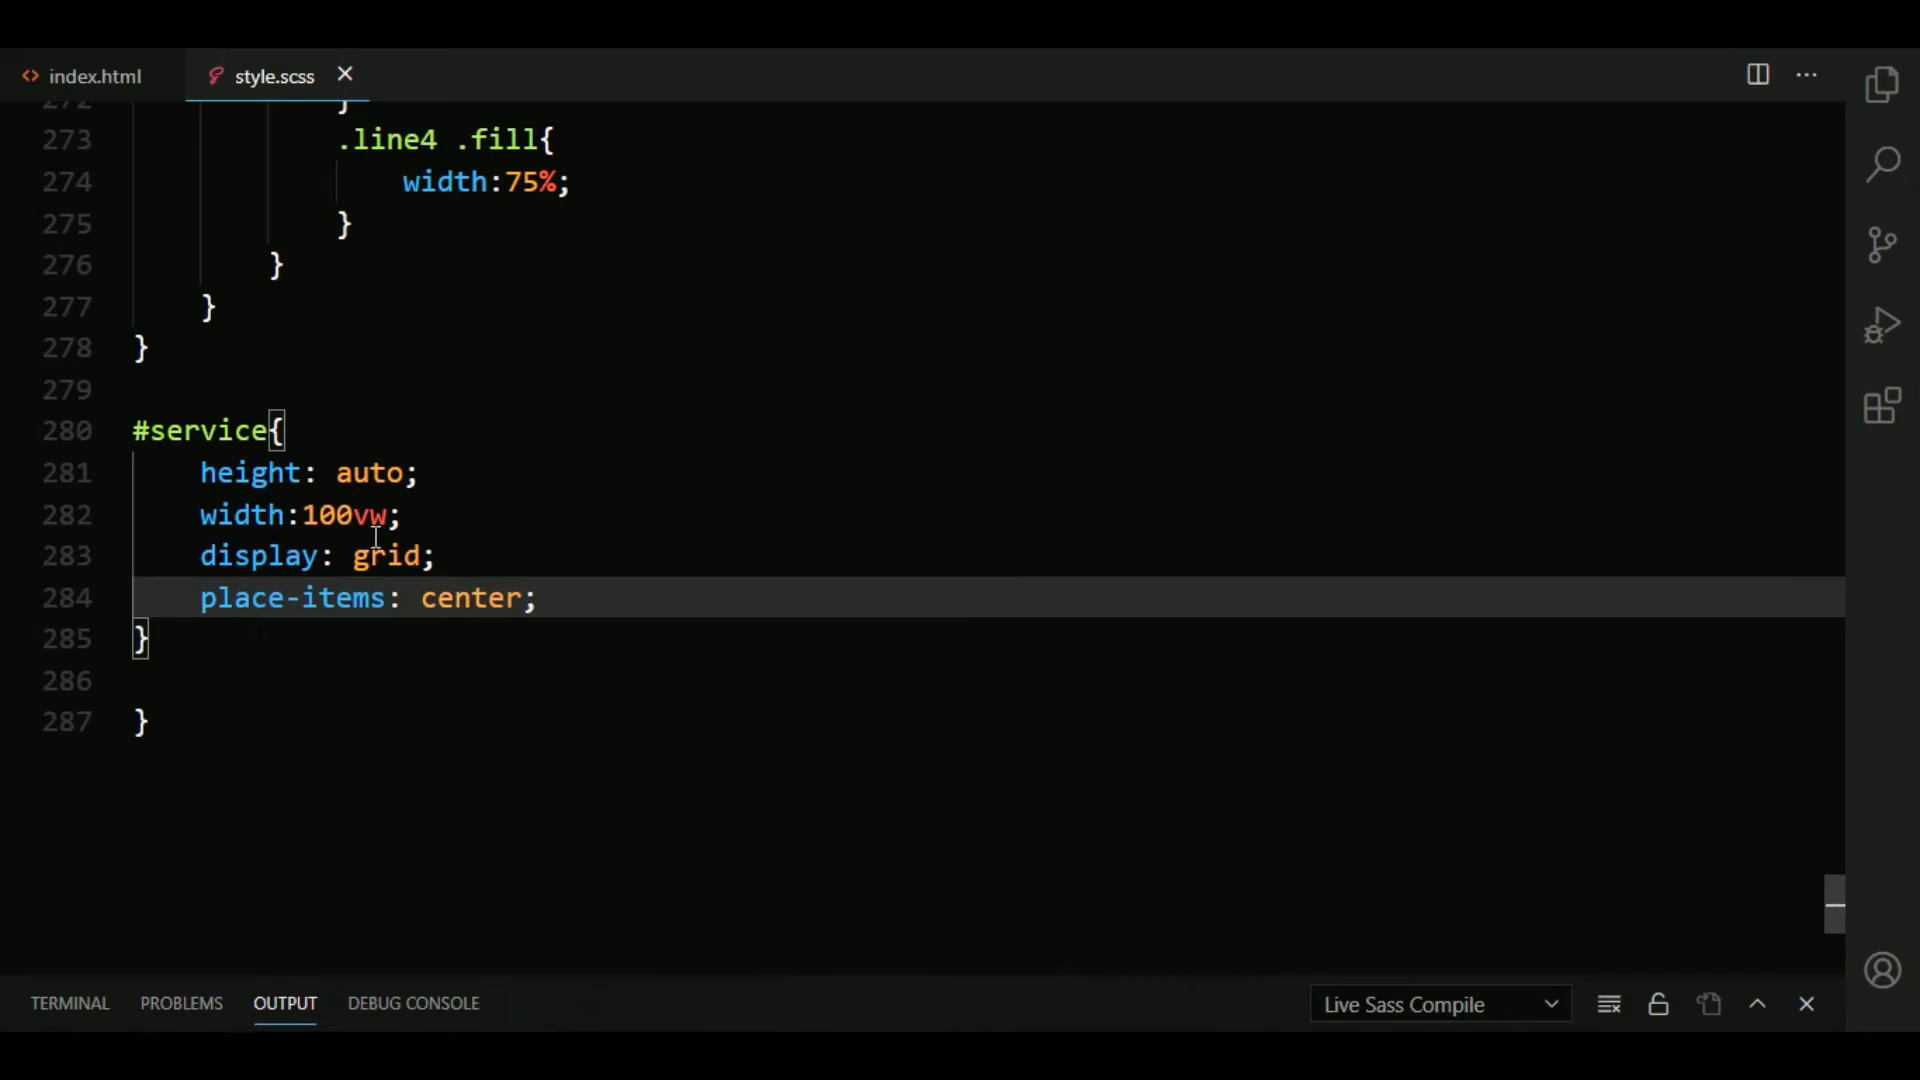 index.html style.scss
272 }
273 .line4 .fill{
274 width:75%;
275 }
276 }
277 }
278 }
279
280 #service{
281 height: auto;
282 width:100vw;
283 display: grid;
284 place-items: center;
285 }
286
287 }
TERMINAL PROBLEMS OUTPUT DEBUG CONSOLE Live Sass Compile